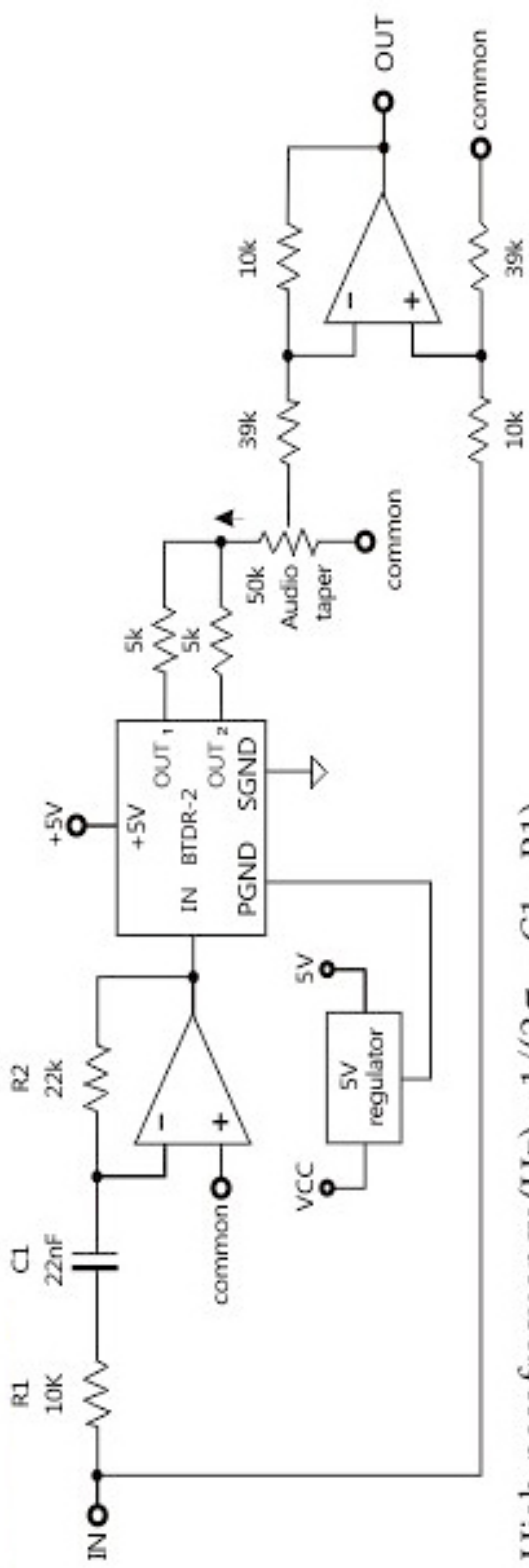 R1
10K
C1
22nF
R2
22k
+5V
IN
common
+5V
IN BTDR-2
OUT 1
OUT 2
PGND
SGND
5k
5k
50k
Audio
taper
common
39k
10k
OUT
VCC
5V
regulator
5V
10k
39k
common